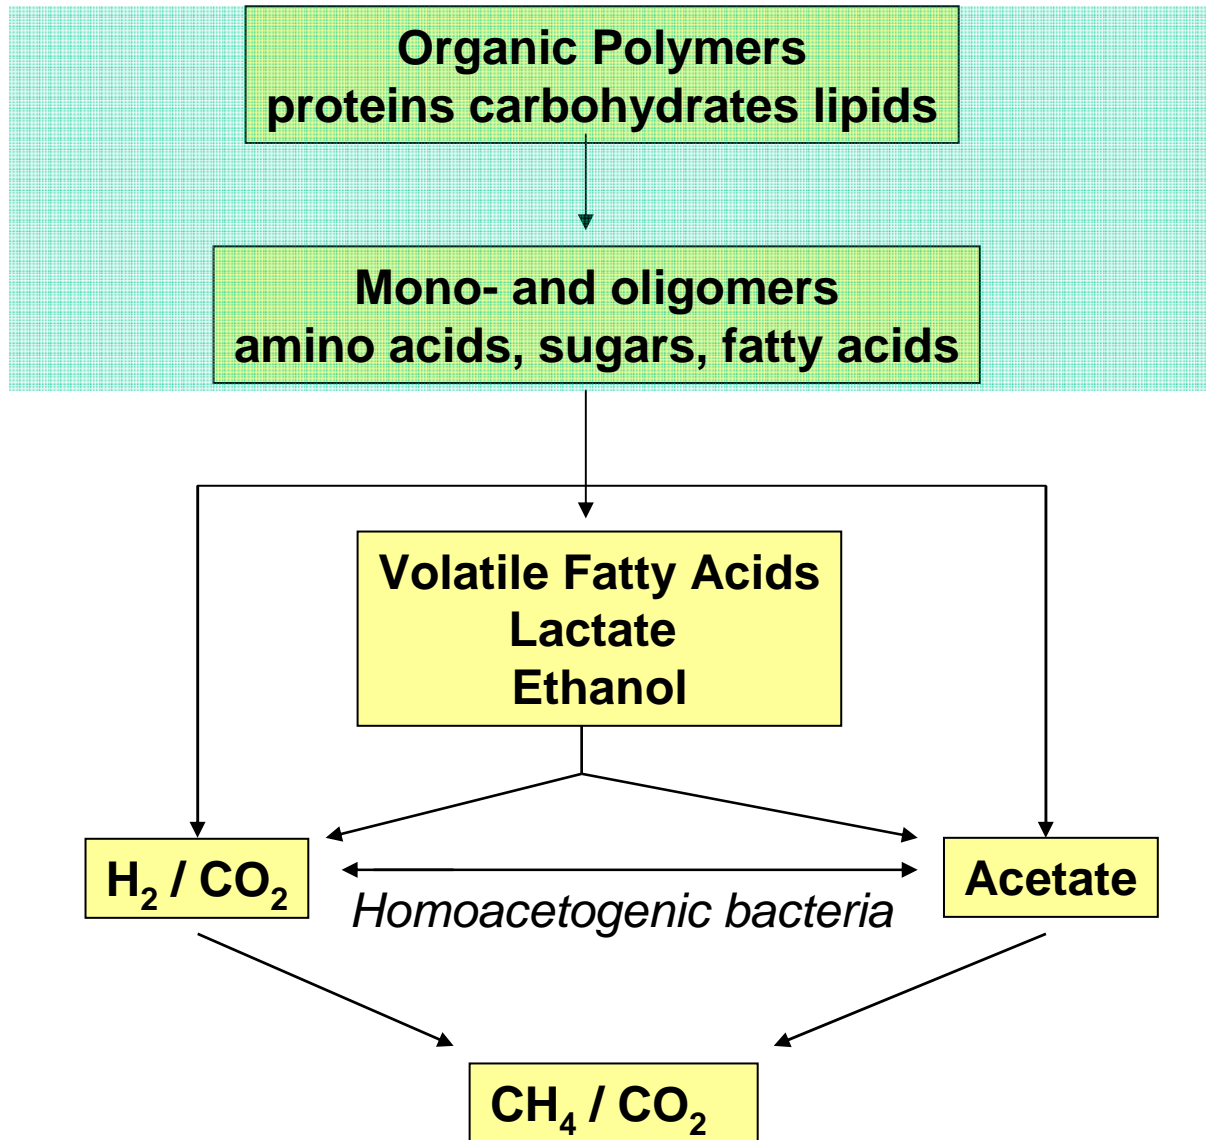 Organic Polymers
proteins carbohydrates lipids
Mono- and oligomers
amino acids, sugars, fatty acids
Volatile Fatty Acids
Lactate
Ethanol
H₂ / CO₂
Acetate
Homoacetogenic bacteria
CH₄ / CO₂